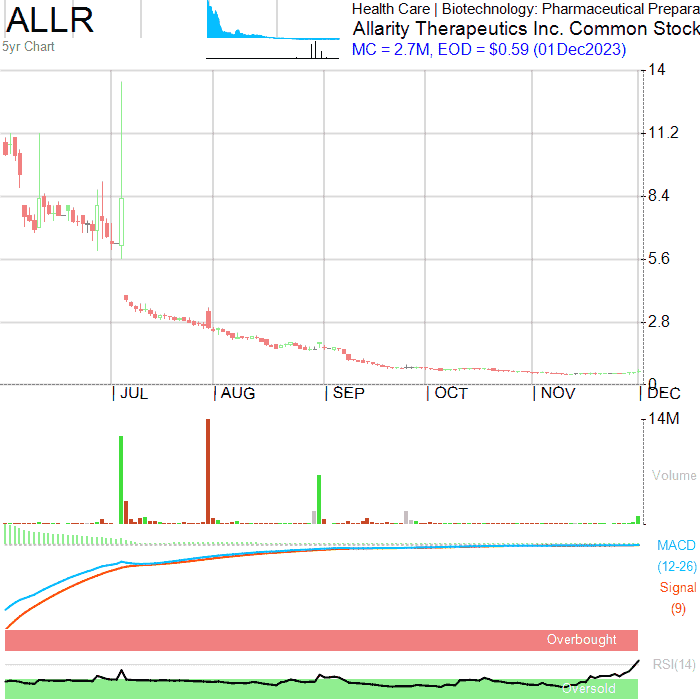 ALLR
5yr Chart
Health Care | Biotechnology: Pharmaceutical Prepara
Allarity Therapeutics Inc. Common Stock
MC = 2.7M, EOD = $0.59 (01Dec2023)
14
11.2
8.4
5.6
2.8
0
JUL AUG SEP OCT NOV DEC
14M
Volume
MACD
(12-26)
Signal
(9)
Overbought
RSI(14)
Oversold